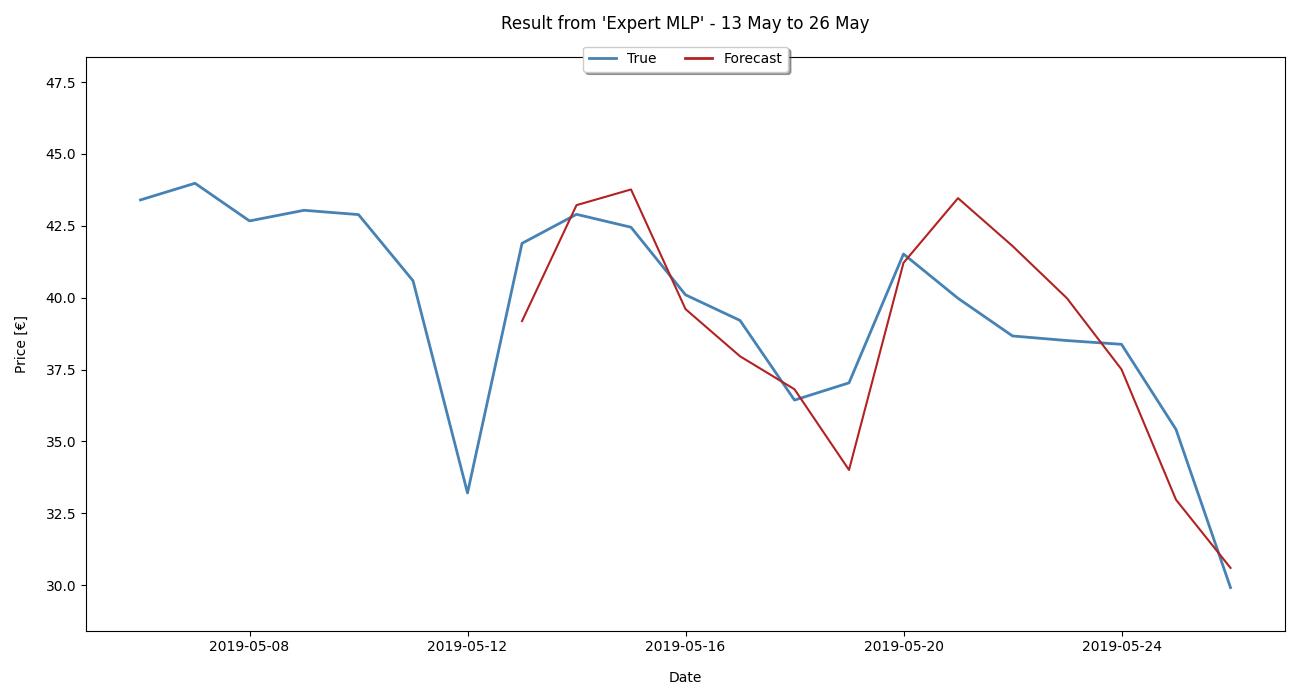 Result from 'Expert MLP' - 13 May to 26 May
True Forecast
47.5
45.0
42.5
40.0
37.5
35.0
32.5
30.0
Price [€]
2019-05-08 2019-05-12 2019-05-16 2019-05-20 2019-05-24
Date